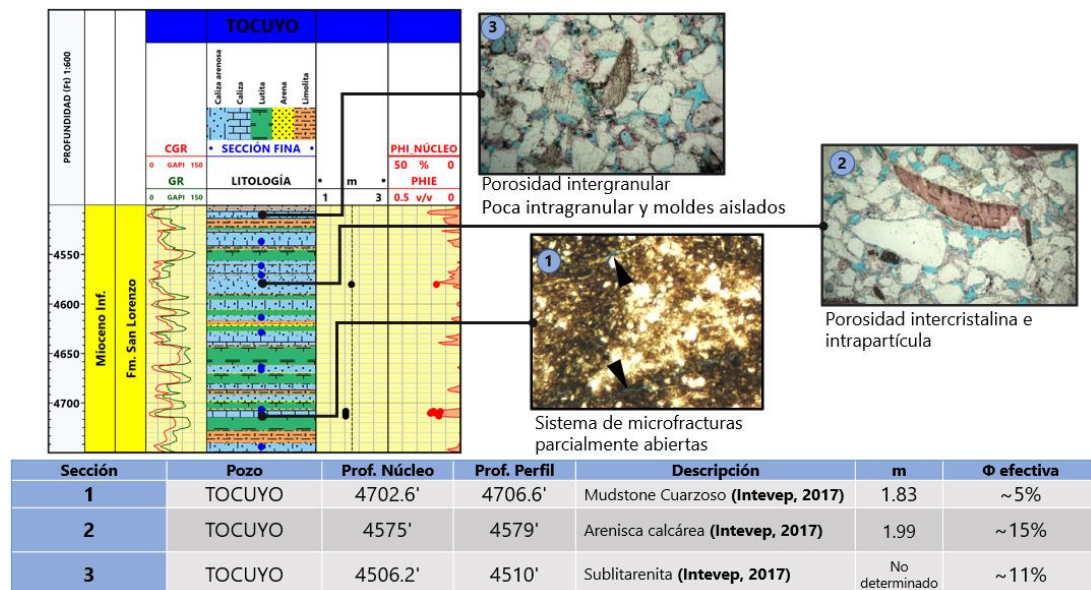 TOCUYO
PROFUNDIDAD (Ft) 1:600
Caliza arenosa
Caliza
Lutita
Arena
Limolita
CGR
0 GAPI 150
GR
0 GAPI 150
• SECCIÓN FINA •
LITOLOGÍA
• m •
1 3
PHI_NÚCLEO
50 % 0
PHIE
0.5 v/v 0
4550
4600
4650
4700
Mioceno Inf.
Fm. San Lorenzo
3
Porosidad intergranular
Poca intragranular y moldes aislados
2
Porosidad intercristalina e
intrapartícula
1
Sistema de microfracturas
parcialmente abiertas
Sección Pozo Prof. Núcleo Prof. Perfil Descripción m Φ efectiva
1 TOCUYO 4702.6' 4706.6' Mudstone Cuarzoso (Intevep, 2017) 1.83 ~5%
2 TOCUYO 4575' 4579' Arenisca calcárea (Intevep, 2017) 1.99 ~15%
3 TOCUYO 4506.2' 4510' Sublitarenita (Intevep, 2017) No determinado ~11%